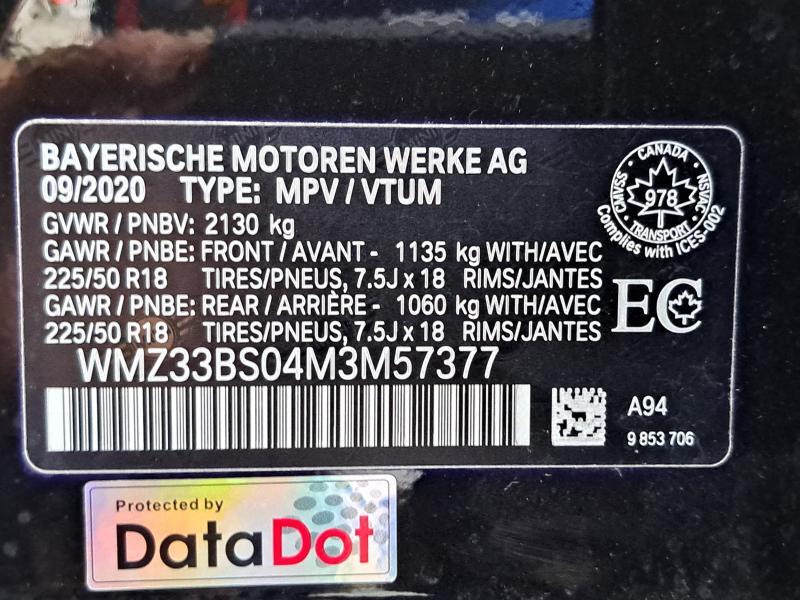 BAYERISCHE MOTOREN WERKE AG
09/2020 TYPE: MPV / VTUM
GVWR / PNBV: 2130 kg
GAWR / PNBE: FRONT / AVANT - 1135 kg WITH/AVEC
225/50 R18 TIRES/PNEUS, 7.5J x 18 RIMS/JANTES
GAWR / PNBE: REAR / ARRIÈRE - 1060 kg WITH/AVEC
225/50 R18 TIRES/PNEUS, 7.5J x 18 RIMS/JANTES
WMZ33BS04M3M57377
CANADA
CMVSS
978
NSVAC
TRANSPORT
Complies with ICES-002
EC
A94
9 853 706
Protected by
DataDot